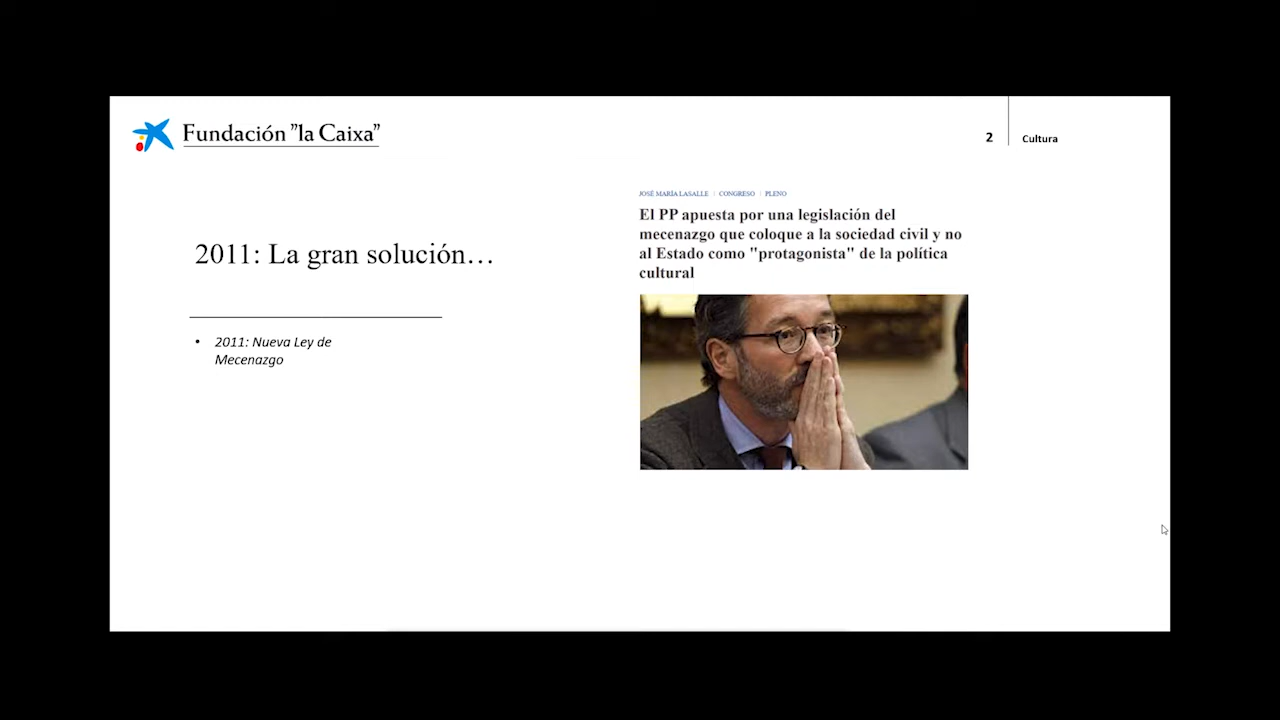 Fundación "la Caixa"
2 Cultura
JOSÉ MARÍA LASALLE | CONGRESO | PLENO
El PP apuesta por una legislación del
mecenazgo que coloque a la sociedad civil y no
al Estado como "protagonista" de la política
cultural
2011: La gran solución…
• 2011: Nueva Ley de
Mecenazgo